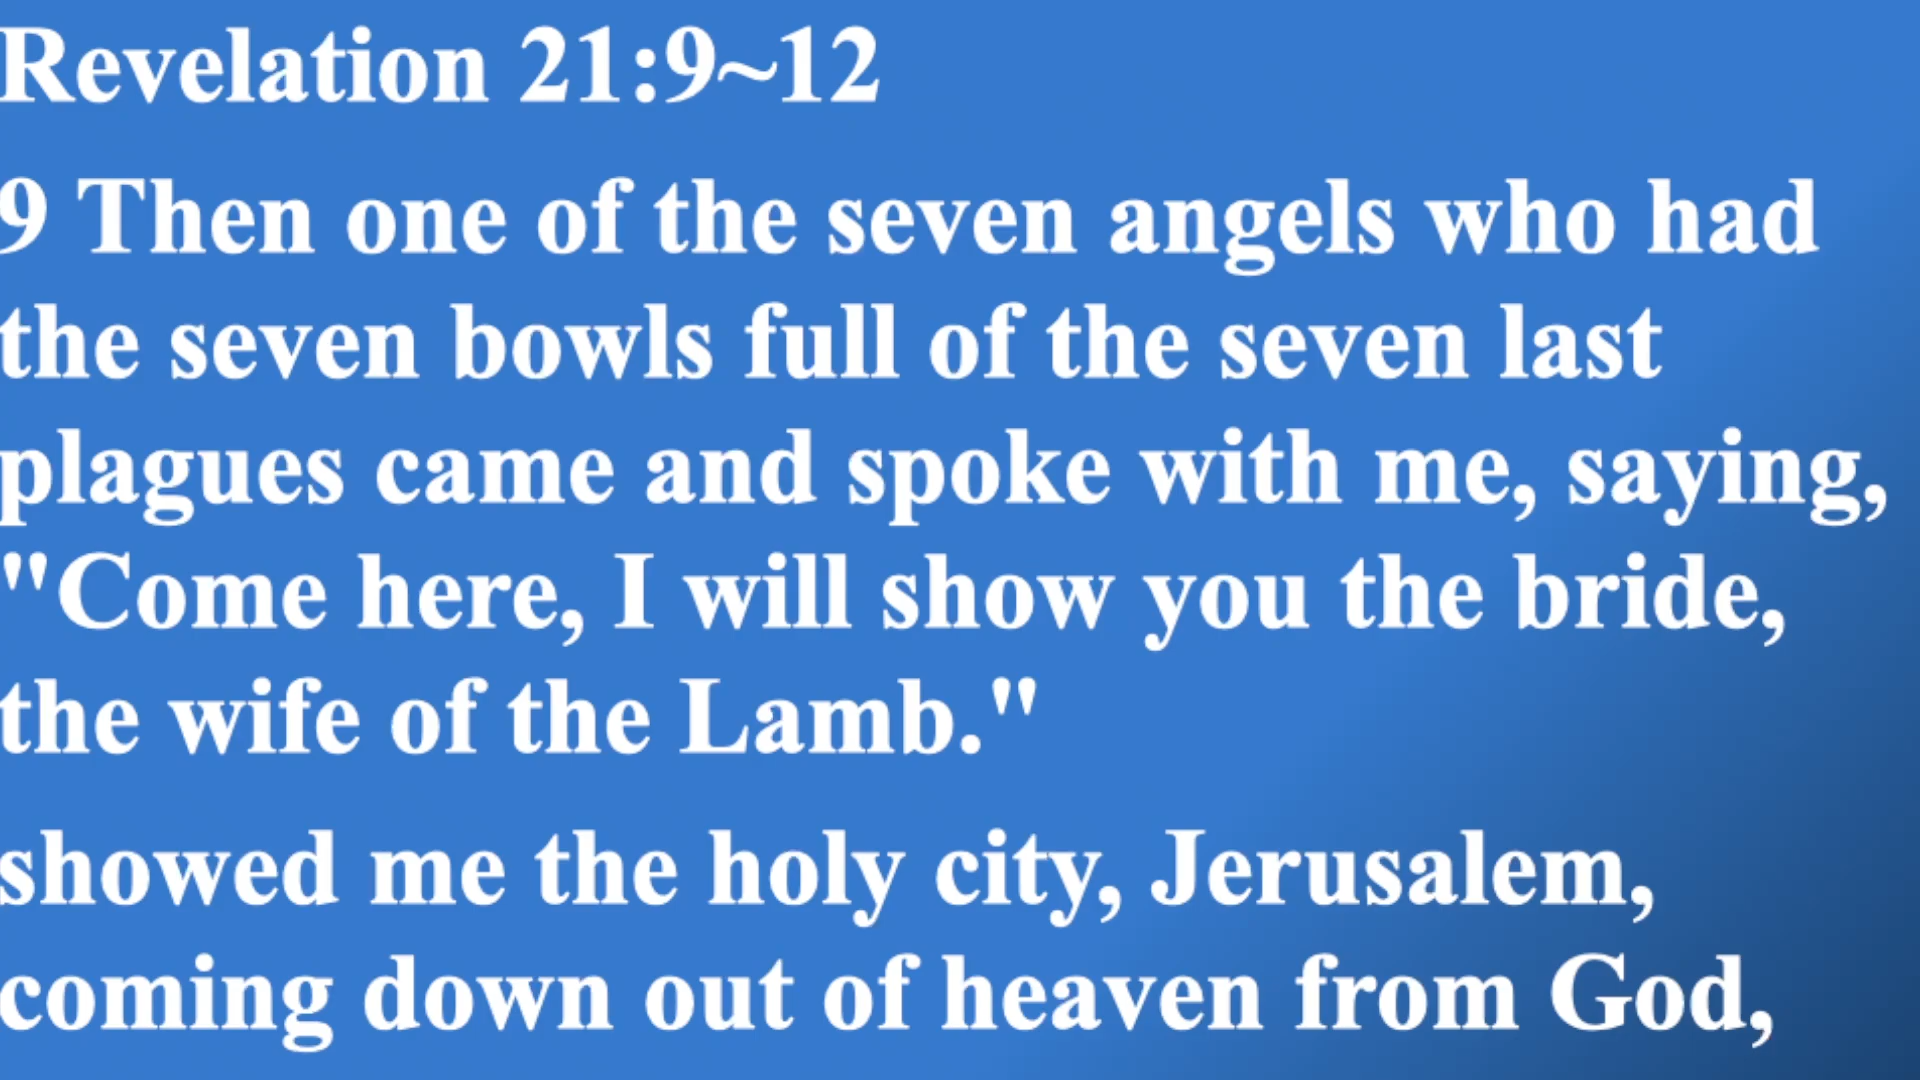 Revelation 21:9~12
9 Then one of the seven angels who had
the seven bowls full of the seven last
plagues came and spoke with me, saying,
"Come here, I will show you the bride,
the wife of the Lamb."
showed me the holy city, Jerusalem,
coming down out of heaven from God,